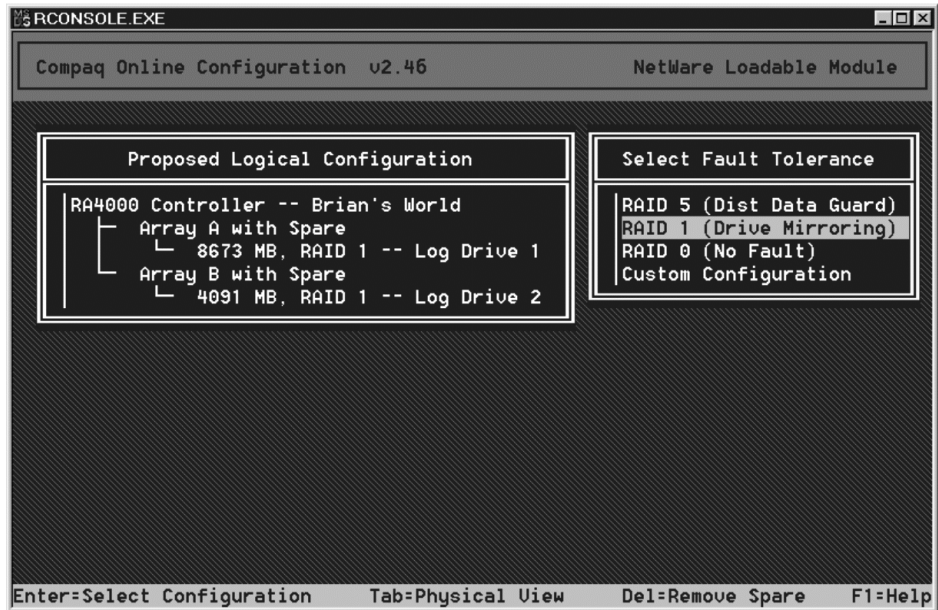 RCONSOLE.EXE
Compaq Online Configuration v2.46 NetWare Loadable Module
Proposed Logical Configuration
RA4000 Controller -- Brian's World
Array A with Spare
8673 MB, RAID 1 -- Log Drive 1
Array B with Spare
4091 MB, RAID 1 -- Log Drive 2
Select Fault Tolerance
RAID 5 (Dist Data Guard)
RAID 1 (Drive Mirroring)
RAID 0 (No Fault)
Custom Configuration
Enter=Select Configuration Tab=Physical View Del=Remove Spare F1=Help